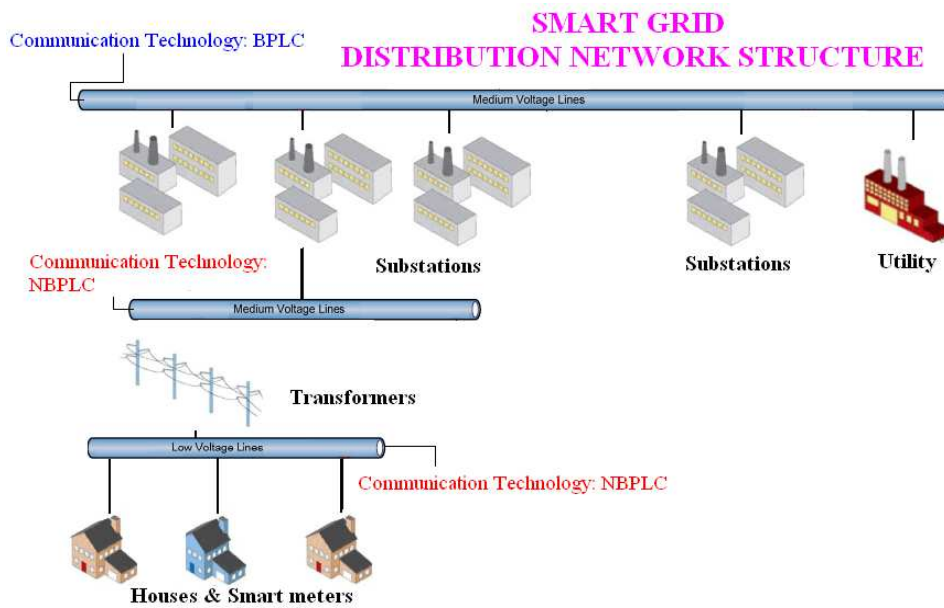 SMART GRID
DISTRIBUTION NETWORK STRUCTURE
Communication Technology: BPLC
Medium Voltage Lines
Communication Technology:
NBPLC
Substations
Substations
Utility
Medium Voltage Lines
Transformers
Low Voltage Lines
Communication Technology: NBPLC
Houses & Smart meters